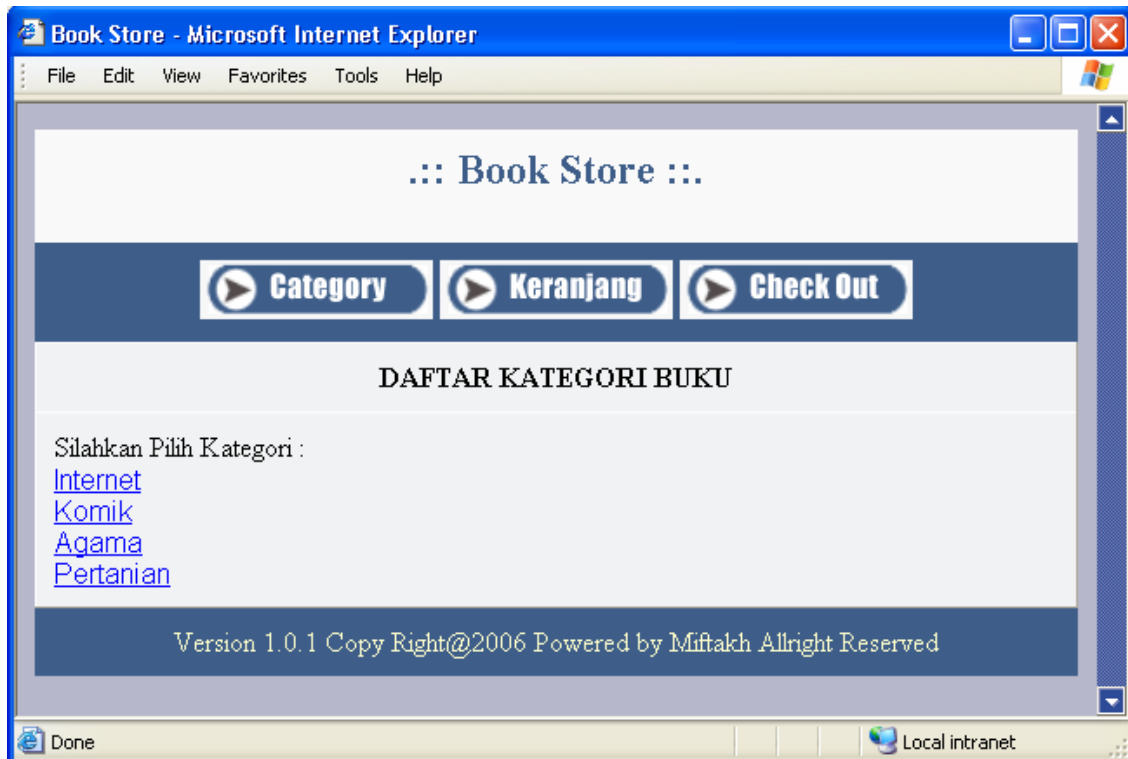 Book Store - Microsoft Internet Explorer
File Edit View Favorites Tools Help
.:: Book Store ::.
Category Keranjang Check Out
DAFTAR KATEGORI BUKU
Silahkan Pilih Kategori :
Internet
Komik
Agama
Pertanian
Version 1.0.1 Copy Right@2006 Powered by Miftakh Allright Reserved
Done Local intranet